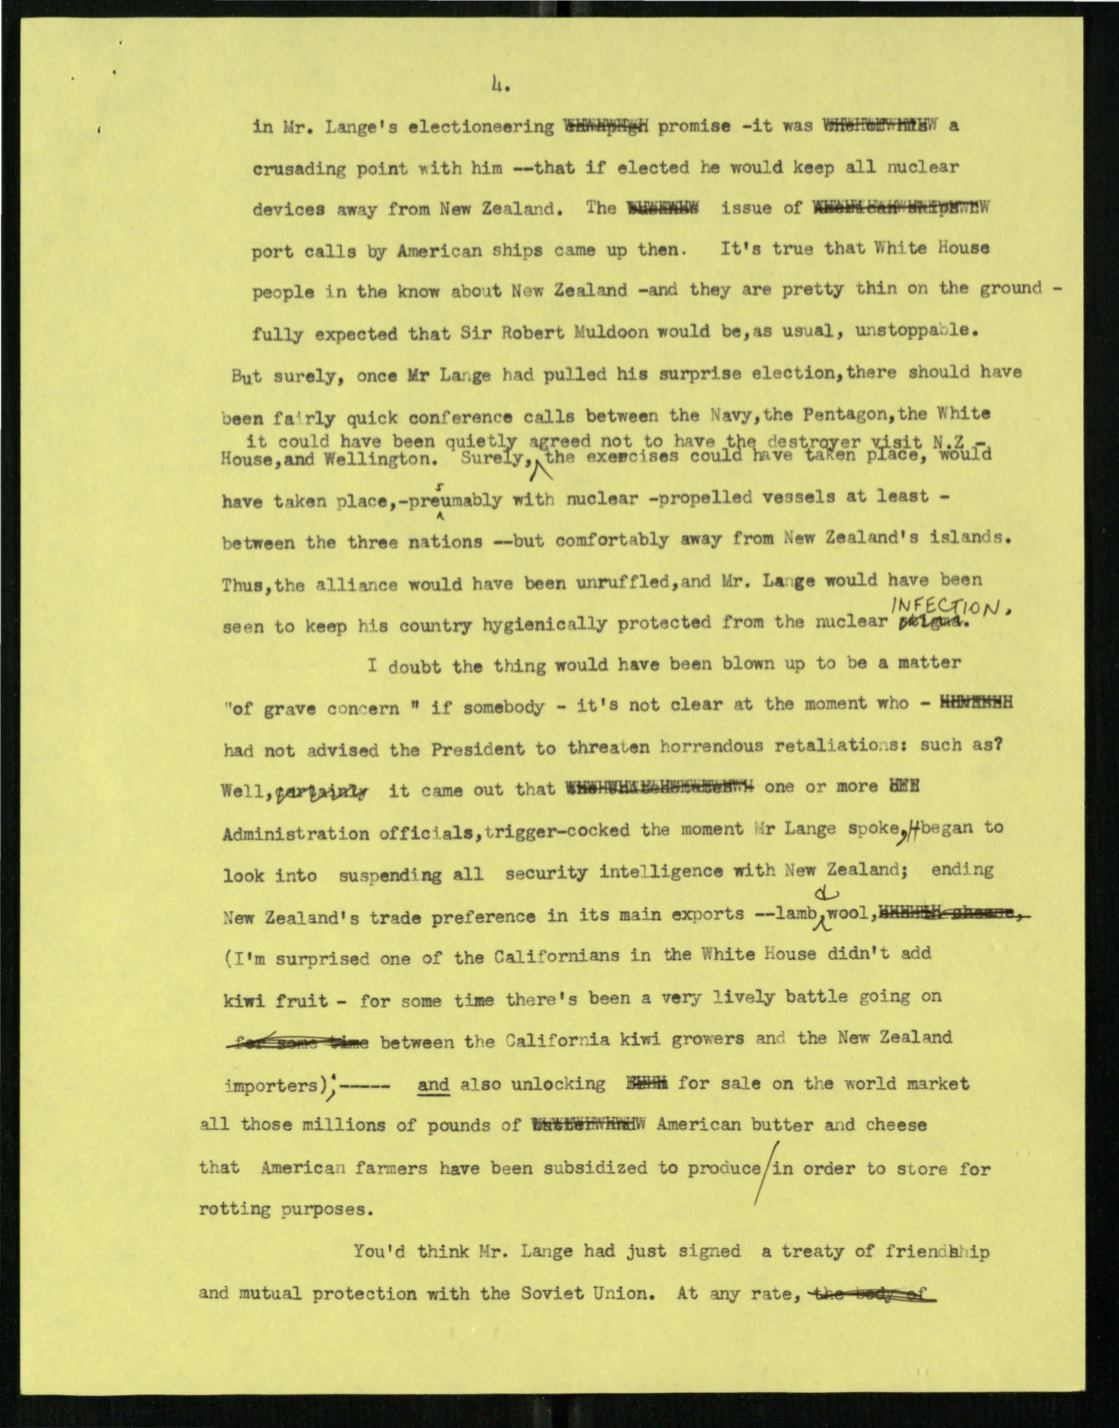 4.
in Mr. Lange's electioneering promise -it was a
crusading point with him --that if elected he would keep all nuclear
devices away from New Zealand. The issue of
port calls by American ships came up then. It's true that White House
people in the know about New Zealand -and they are pretty thin on the ground -
fully expected that Sir Robert Muldoon would be,as usual, unstoppable.
But surely, once Mr Lange had pulled his surprise election,there should have
been fairly quick conference calls between the Navy,the Pentagon,the White
it could have been quietly agreed not to have the destroyer visit N.Z -
House,and Wellington. Surely, the exercises could have taken place, would
have taken place,-presumably with nuclear -propelled vessels at least -
between the three nations --but comfortably away from New Zealand's islands.
Thus,the alliance would have been unruffled,and Mr. Lange would have been
seen to keep his country hygienically protected from the nuclear INFECTION.
I doubt the thing would have been blown up to be a matter
"of grave concern " if somebody - it's not clear at the moment who -
had not advised the President to threaten horrendous retaliations: such as?
Well, certainly it came out that one or more
Administration officials,trigger-cocked the moment Mr Lange spoke, began to
look into suspending all security intelligence with New Zealand; ending
New Zealand's trade preference in its main exports --lamb & wool, cheese,
(I'm surprised one of the Californians in the White House didn't add
kiwi fruit - for some time there's been a very lively battle going on
for some time between the California kiwi growers and the New Zealand
importers);----- and also unlocking for sale on the world market
all those millions of pounds of American butter and cheese
that American farmers have been subsidized to produce/in order to store for
rotting purposes.
You'd think Mr. Lange had just signed a treaty of friendship
and mutual protection with the Soviet Union. At any rate, the body of